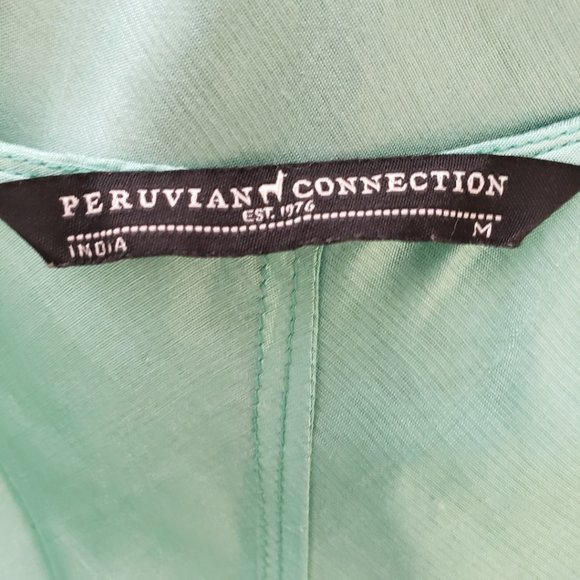 PERUVIAN CONNECTION
EST. 1976
INDIA M